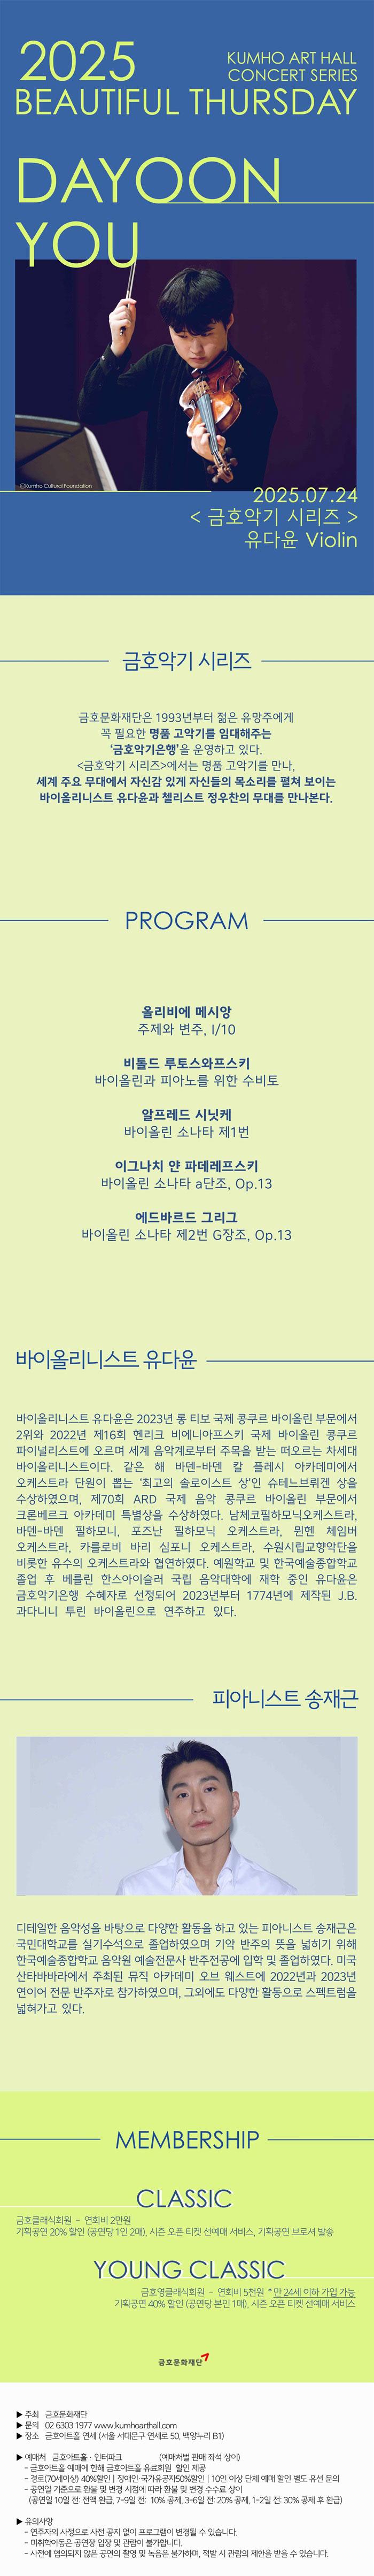 2025
KUMHO ART HALL
CONCERT SERIES
BEAUTIFUL THURSDAY
DAYOON
YOU
©Kumho Cultural Foundation
2025.07.24
< 금호악기 시리즈 >
유다윤 Violin
금호악기 시리즈
금호문화재단은 1993년부터 젊은 유망주에게
꼭 필요한 명품 고악기를 임대해주는
‘금호악기은행’을 운영하고 있다.
<금호악기 시리즈>에서는 명품 고악기를 만나,
세계 주요 무대에서 자신감 있게 자신들의 목소리를 펼쳐 보이는
바이올리니스트 유다윤과 첼리스트 정우찬의 무대를 만나본다.
PROGRAM
올리비에 메시앙
주제와 변주, I/10
비톨드 루토스와프스키
바이올린과 피아노를 위한 수비토
알프레드 시닛케
바이올린 소나타 제1번
이그나치 얀 파데레프스키
바이올린 소나타 a단조, Op.13
에드바르드 그리그
바이올린 소나타 제2번 G장조, Op.13
바이올리니스트 유다윤
바이올리니스트 유다윤은 2023년 롱 티보 국제 콩쿠르 바이올린 부문에서
2위와 2022년 제16회 헨리크 비에니아프스키 국제 바이올린 콩쿠르
파이널리스트에 오르며 세계 음악계로부터 주목을 받는 떠오르는 차세대
바이올리니스트이다. 같은 해 바덴-바덴 칼 플레시 아카데미에서
오케스트라 단원이 뽑는 '최고의 솔로이스트 상'인 슈테느브뤼겐 상을
수상하였으며, 제70회 ARD 국제 음악 콩쿠르 바이올린 부문에서
크론베르크 아카데미 특별상을 수상하였다. 남체코필하모닉오케스트라,
바덴-바덴 필하모니, 포즈난 필하모닉 오케스트라, 뮌헨 체임버
오케스트라, 카를로비 바리 심포니 오케스트라, 수원시립교향악단을
비롯한 유수의 오케스트라와 협연하였다. 예원학교 및 한국예술종합학교
졸업 후 베를린 한스아이슬러 국립 음악대학에 재학 중인 유다윤은
금호악기은행 수혜자로 선정되어 2023년부터 1774년에 제작된 J.B.
과다니니 투린 바이올린으로 연주하고 있다.
피아니스트 송재근
디테일한 음악성을 바탕으로 다양한 활동을 하고 있는 피아니스트 송재근은
국민대학교를 실기수석으로 졸업하였으며 기악 반주의 뜻을 넓히기 위해
한국예술종합학교 음악원 예술전문사 반주전공에 입학 및 졸업하였다. 미국
산타바바라에서 주최된 뮤직 아카데미 오브 웨스트에 2022년과 2023년
연이어 전문 반주자로 참가하였으며, 그외에도 다양한 활동으로 스펙트럼을
넓혀가고 있다.
MEMBERSHIP
CLASSIC
금호클래식회원 - 연회비 2만원
기획공연 20% 할인 (공연당 1인 2매), 시즌 오픈 티켓 선예매 서비스, 기획공연 브로셔 발송
YOUNG CLASSIC
금호영클래식회원 - 연회비 5천원 *만 24세 이하 가입 가능
기획공연 40% 할인 (공연당 본인 1매), 시즌 오픈 티켓 선예매 서비스
금호문화재단
▶ 주최 금호문화재단
▶ 문의 02 6303 1977 www.kumhoarthall.com
▶ 장소 금호아트홀 연세 (서울 서대문구 연세로 50, 백양누리 B1)
▶ 예매처 금호아트홀 · 인터파크 (예매처별 판매 좌석 상이)
- 금호아트홀 예매에 한해 금호아트홀 유료회원 할인 제공
- 경로(70세이상) 40%할인 | 장애인·국가유공자50%할인 | 10인 이상 단체 예매 할인 별도 유선 문의
- 공연일 기준으로 환불 및 변경 시점에 따라 환불 및 변경 수수료 상이
(공연일 10일 전: 전액 환급, 7-9일 전: 10% 공제, 3-6일 전: 20% 공제, 1-2일 전: 30% 공제 후 환급)
▶ 유의사항
- 연주자의 사정으로 사전 공지 없이 프로그램이 변경될 수 있습니다.
- 미취학아동은 공연장 입장 및 관람이 불가합니다.
- 사전에 협의되지 않은 공연의 촬영 및 녹음은 불가하며, 적발 시 관람의 제한을 받을 수 있습니다.